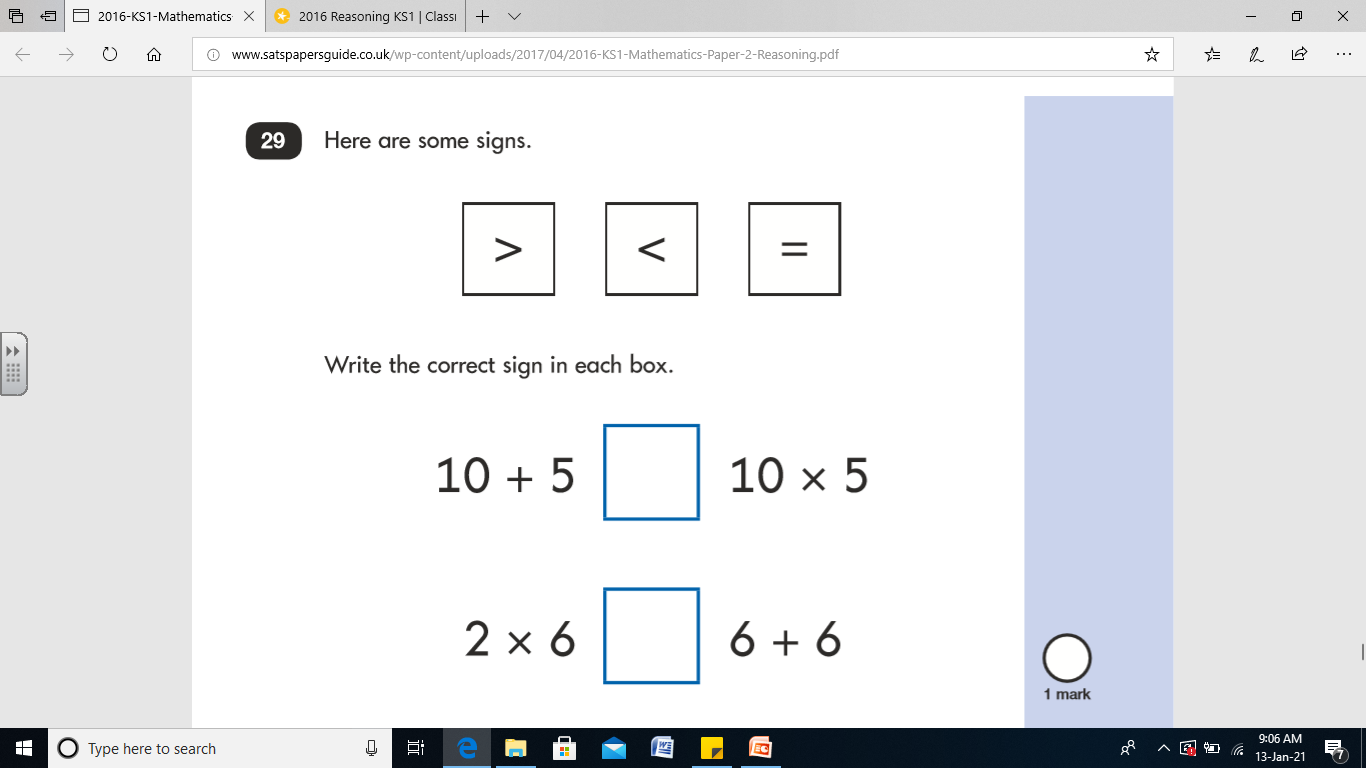 2016-KS1-Mathematics-
2016 Reasoning KS1 | Classı
www.satspapersguide.co.uk/wp-content/uploads/2017/04/2016-KS1-Mathematics-Paper-2-Reasoning.pdf
29 Here are some signs.
> < =
Write the correct sign in each box.
10 + 5 10 × 5
2 × 6 6 + 6
1 mark
Type here to search
9:06 AM
13-Jan-21
7